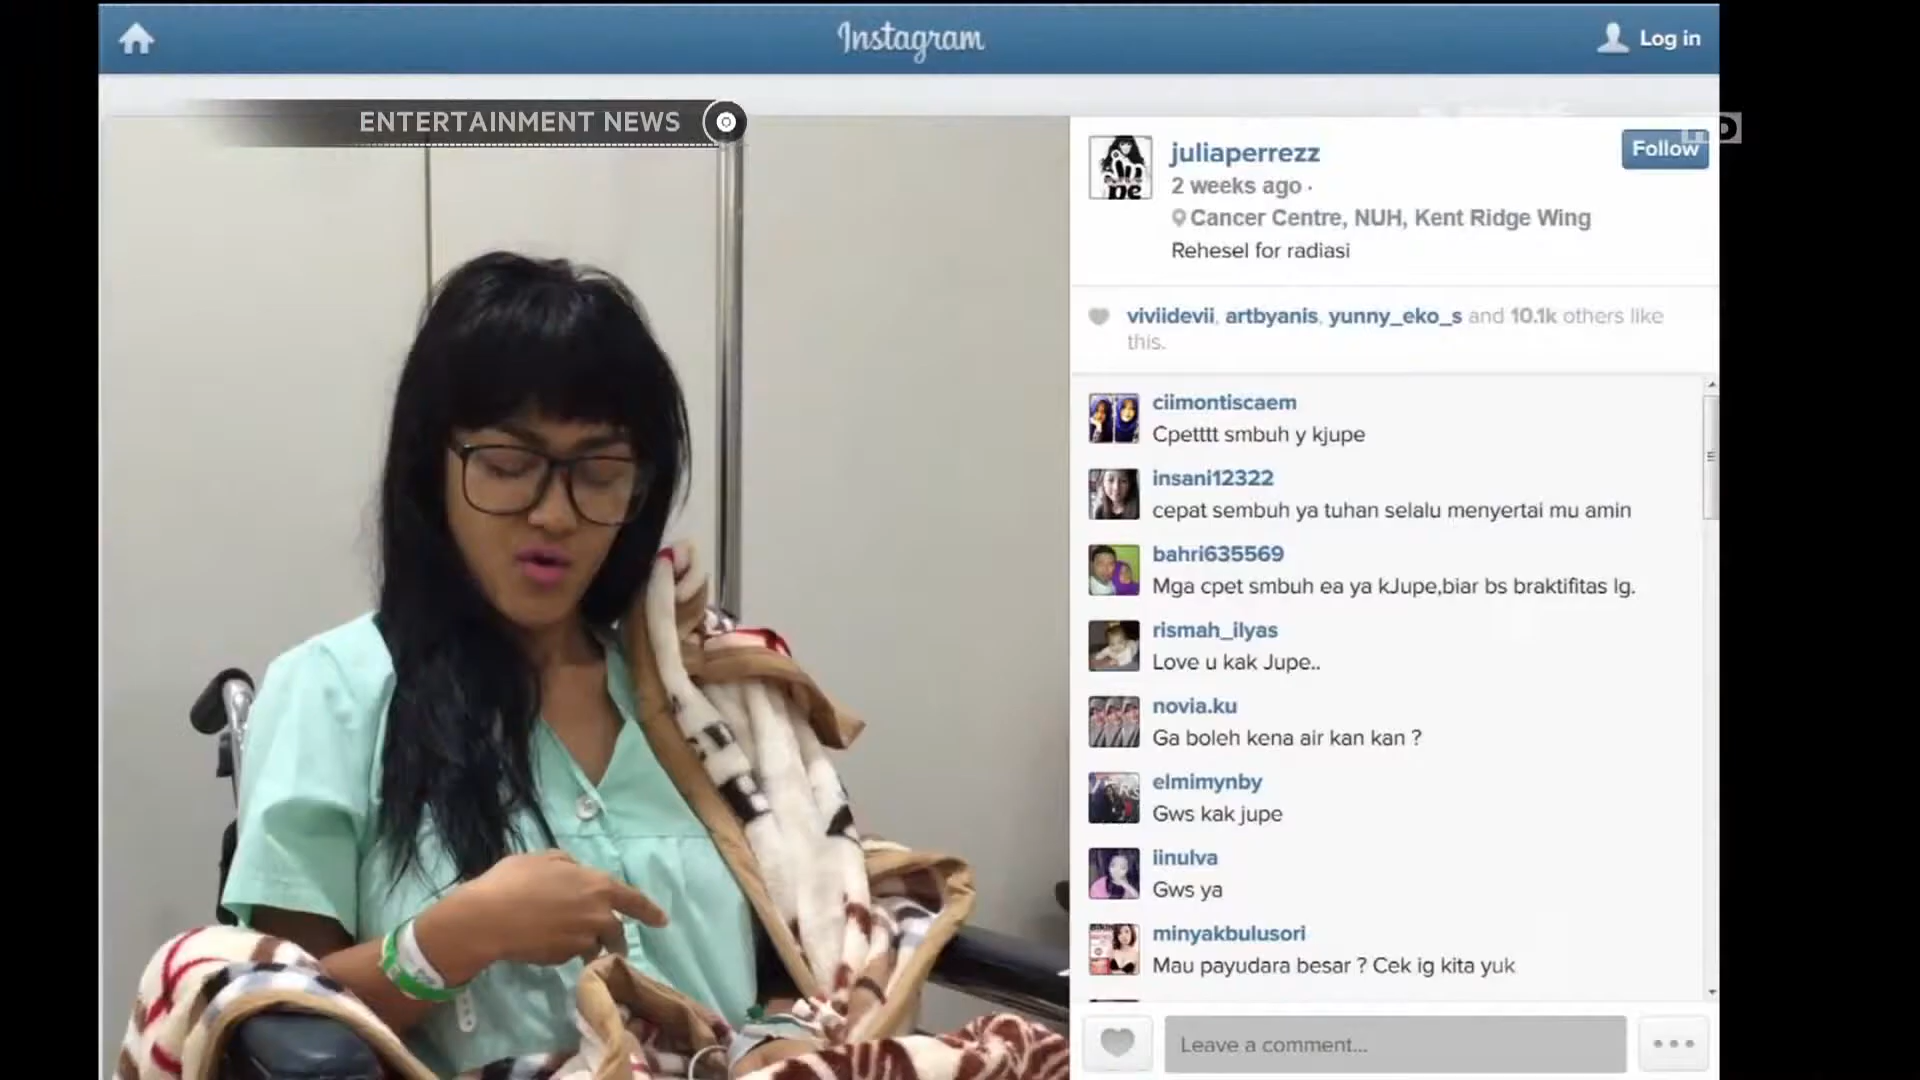 Instagram
Log in
ENTERTAINMENT NEWS
juliaperrezz
Follow
2 weeks ago ·
Cancer Centre, NUH, Kent Ridge Wing
Rehesel for radiasi
viviidevii, artbyanis, yunny_eko_s and 10.1k others like
this.
ciimontiscaem
Cpetttt smbuh y kjupe
insani12322
cepat sembuh ya tuhan selalu menyertai mu amin
bahri635569
Mga cpet smbuh ea ya kJupe,biar bs braktifitas lg.
rismah_ilyas
Love u kak Jupe..
novia.ku
Ga boleh kena air kan kan ?
elmimynby
Gws kak jupe
iinulva
Gws ya
minyakbulusori
Mau payudara besar ? Cek ig kita yuk
Leave a comment...